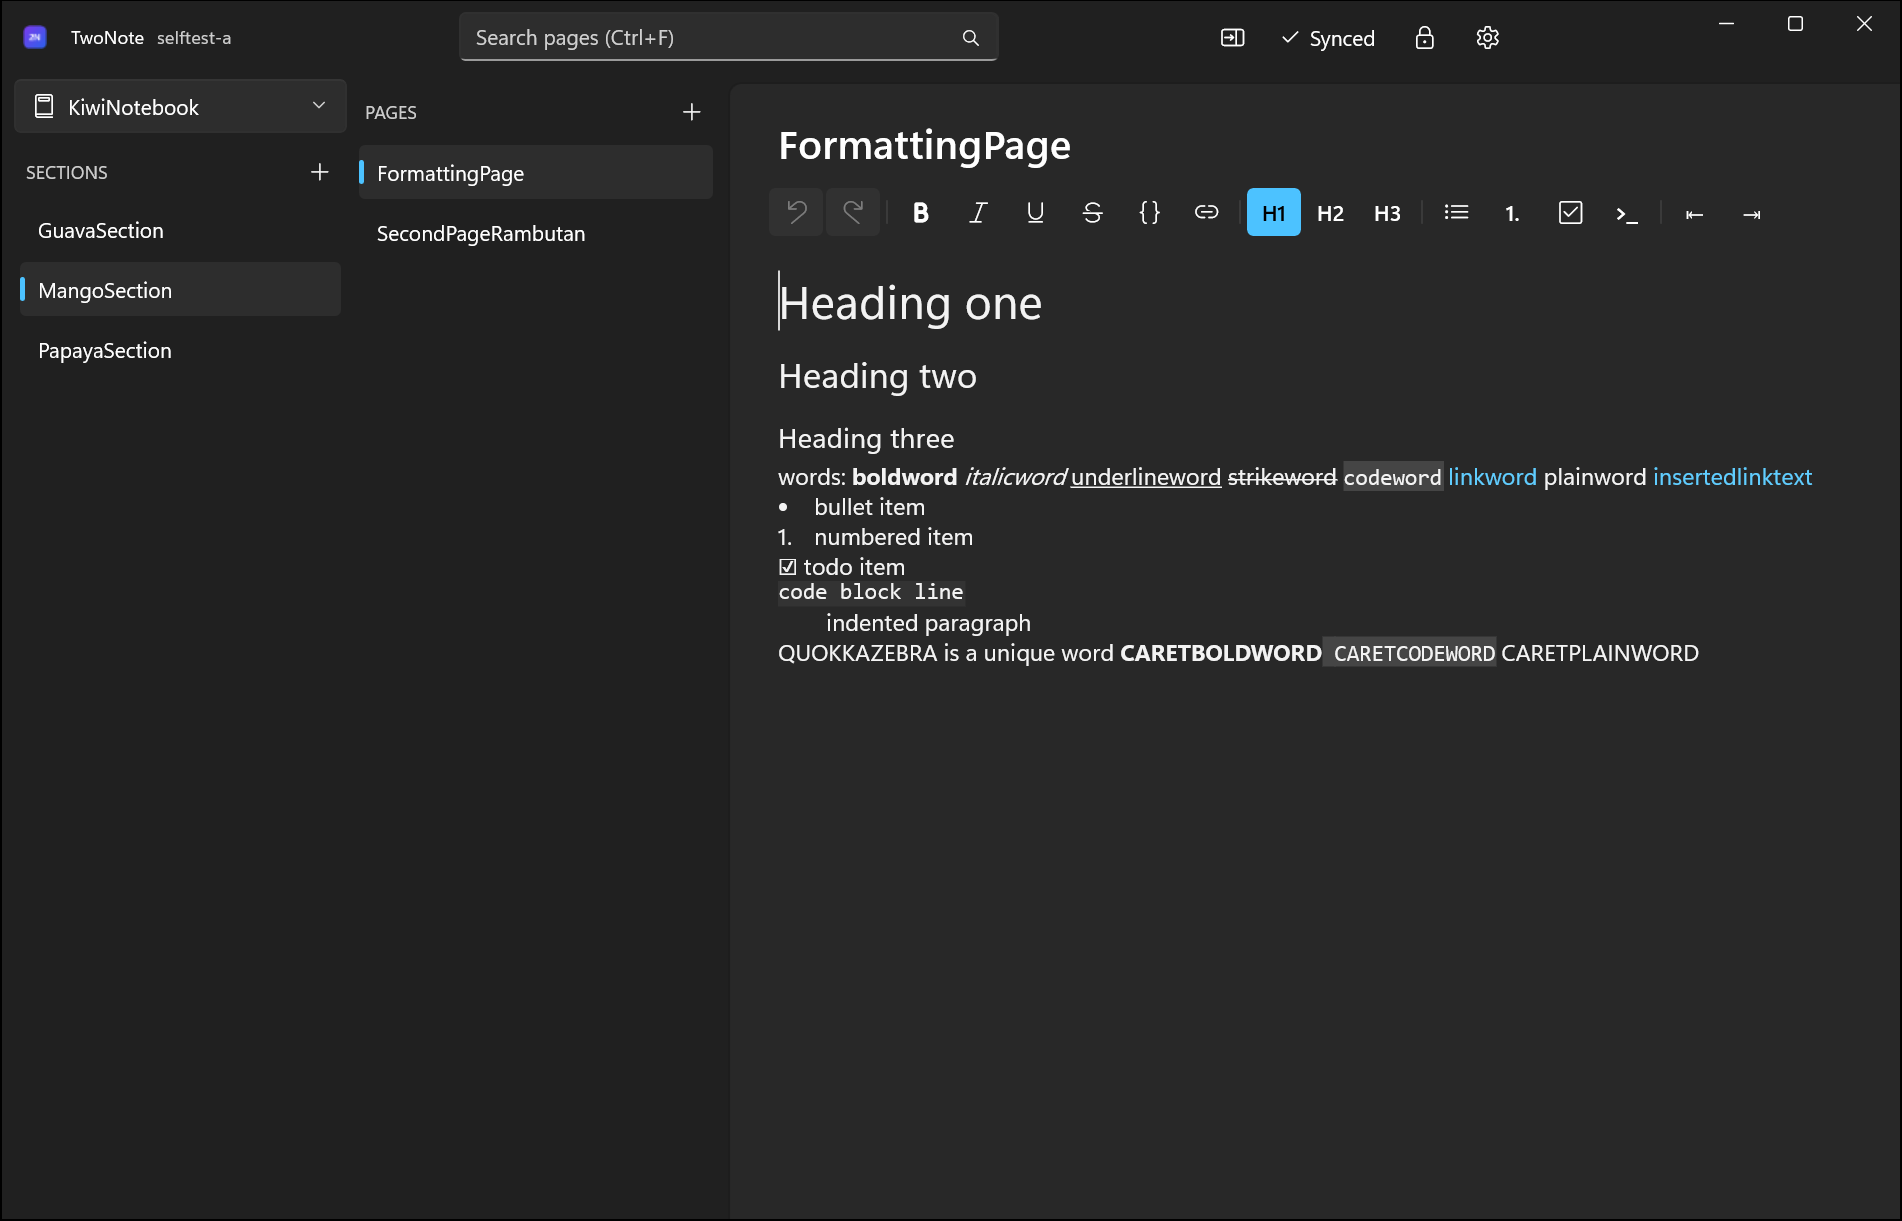 2N TwoNote selftest-a
Search pages (Ctrl+F)
Synced
KiwiNotebook
SECTIONS
GuavaSection
MangoSection
PapayaSection
PAGES
FormattingPage
SecondPageRambutan
FormattingPage
B I U S {} H1 H2 H3 1. >_
Heading one
Heading two
Heading three
words: boldword italicword underlineword strikeword codeword linkword plainword insertedlinktext
• bullet item
1. numbered item
☑ todo item
code block line
indented paragraph
QUOKKAZEBRA is a unique word CARETBOLDWORD CARETCODEWORD CARETPLAINWORD